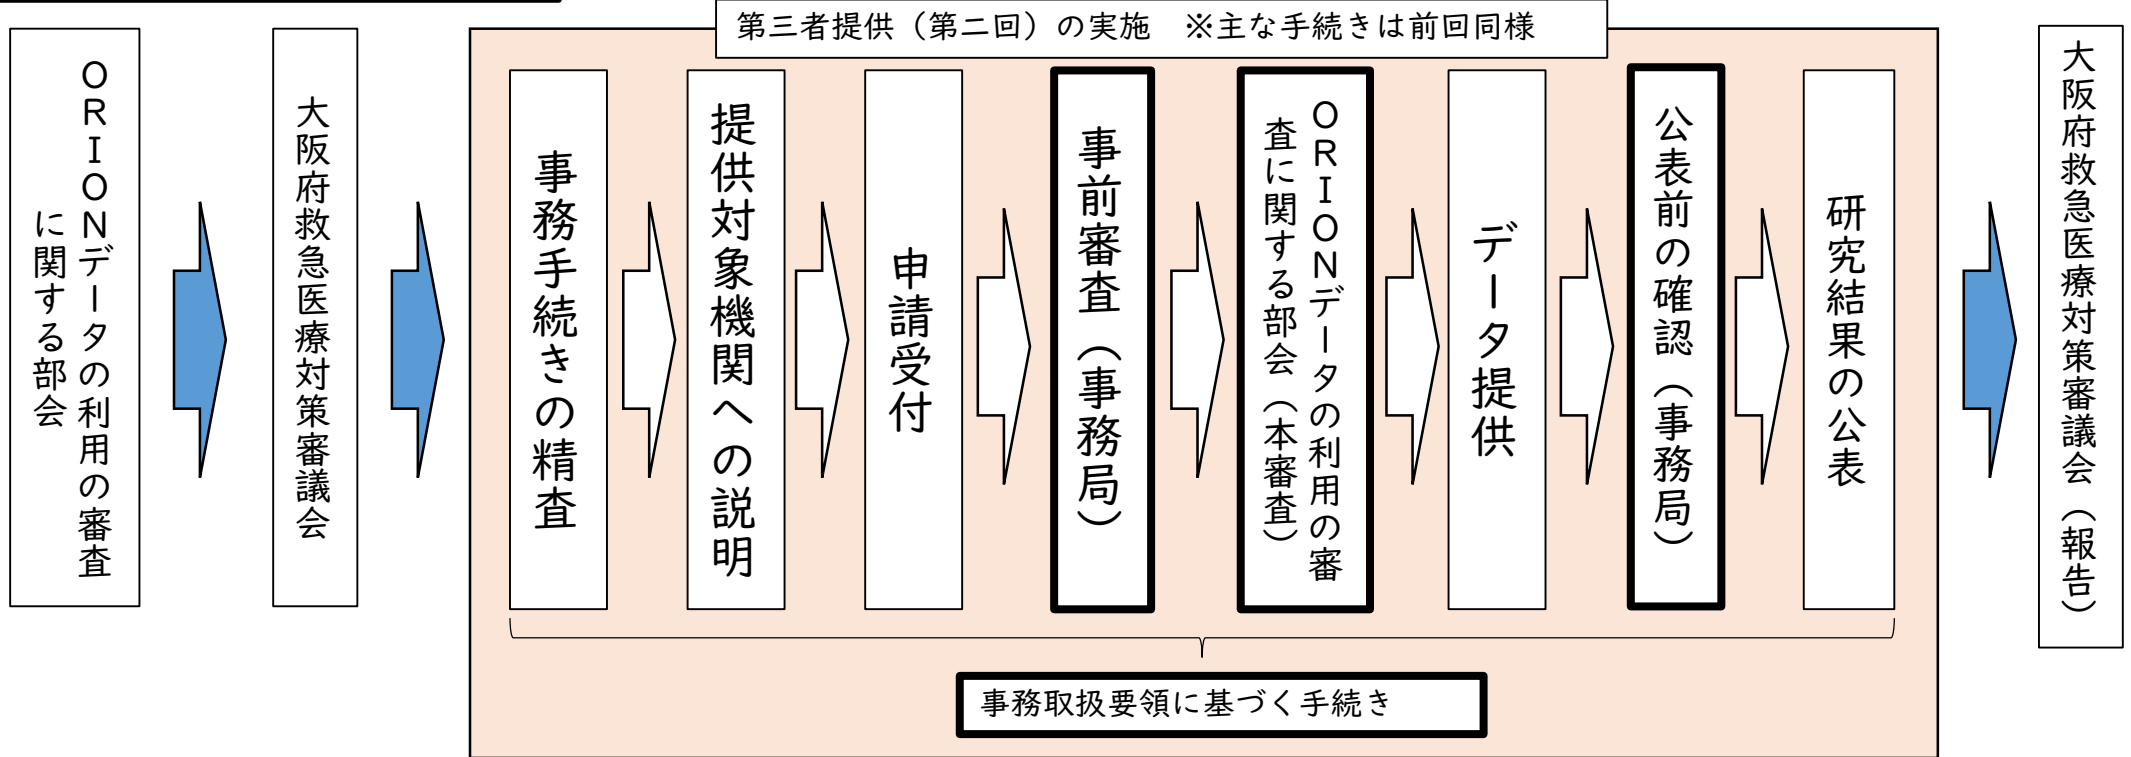 第三者提供（第二回）の実施　※主な手続きは前回同様
ORIONデータの利用の審査
に関する部会
大阪府救急医療対策審議会
事務手続きの精査
提供対象機関への説明
申請受付
事前審査（事務局）
ORIONデータの利用の審
査に関する部会（本審査）
データ提供
公表前の確認（事務局）
研究結果の公表
大阪府救急医療対策審議会（報告）
事務取扱要領に基づく手続き